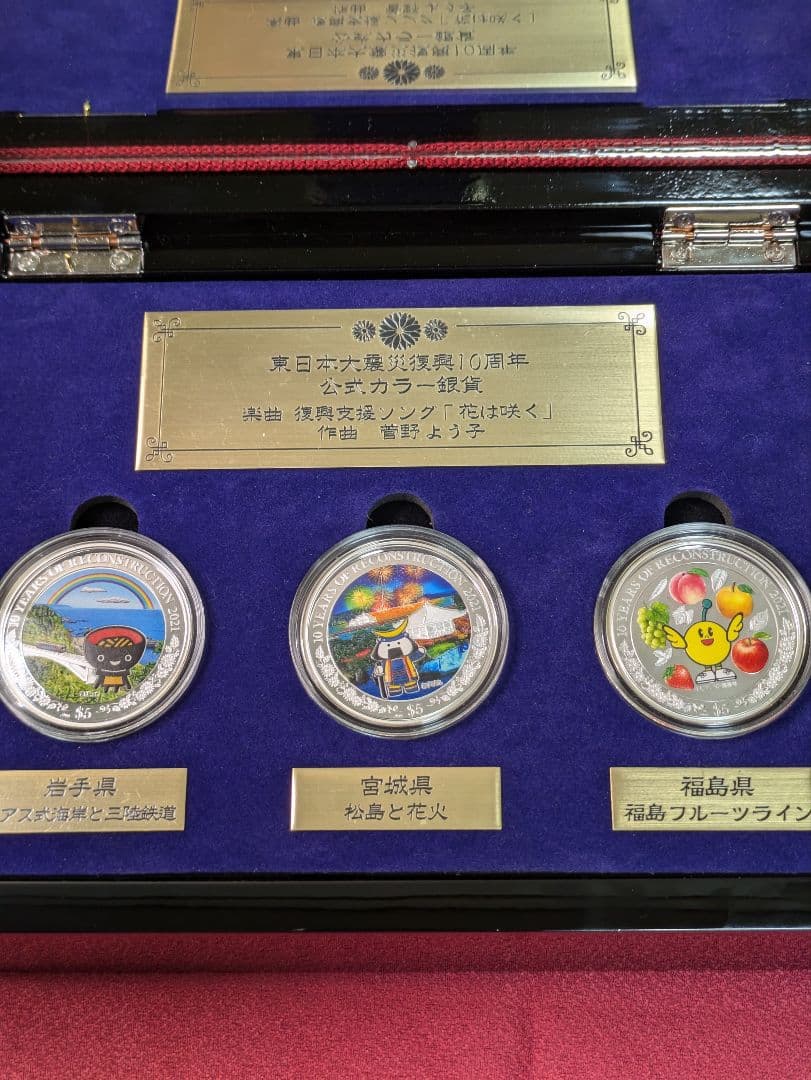 東日本大震災復興10周年
公式カラー銀貨
楽曲 復興支援ソング「花は咲く」
作曲 菅野よう子
10 YEARS OF RECONSTRUCTION 2021
$5
10 YEARS OF RECONSTRUCTION 2021
$5
10 YEARS OF RECONSTRUCTION 2021
$5
岩手県
アス式海岸と三陸鉄道
宮城県
松島と花火
福島県
福島フルーツライン